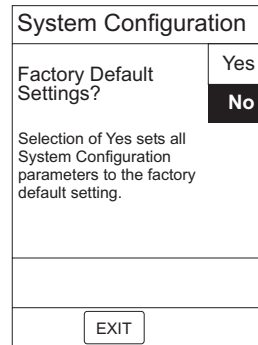 System Configuration
Factory Default
Settings?
Yes
No
Selection of Yes sets all
System Configuration
parameters to the factory
default setting.
EXIT